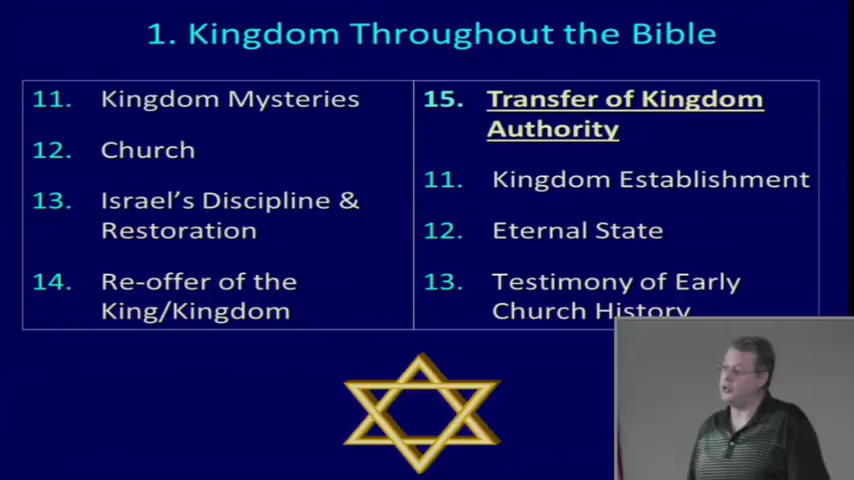 1. Kingdom Throughout the Bible
11. Kingdom Mysteries
12. Church
13. Israel's Discipline &
Restoration
14. Re-offer of the
King/Kingdom
15. Transfer of Kingdom
Authority
11. Kingdom Establishment
12. Eternal State
13. Testimony of Early
Church History